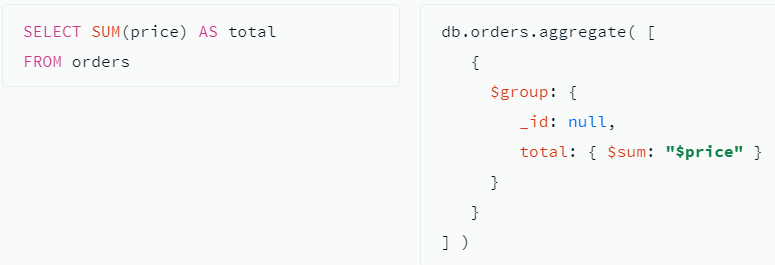 SELECT SUM(price) AS total
FROM orders
db.orders.aggregate( [
   {
     $group: {
        _id: null,
        total: { $sum: "$price" }
     }
   }
] )